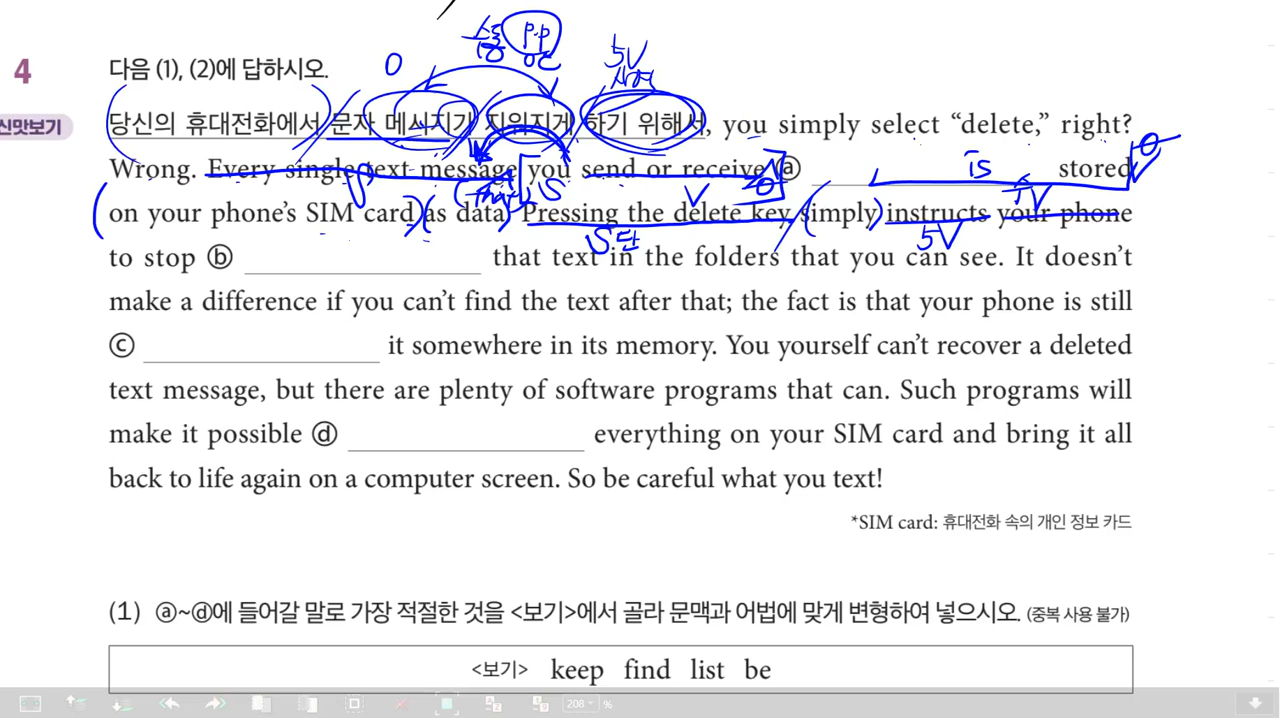 4
다음 (1), (2)에 답하시오.
신맛보기
당신의 휴대전화에서 문자 메시지가 지워지게 하기 위해서, you simply select “delete,” right?
Wrong. Every single text message you send or receive ⓐ is stored
on your phone’s SIM card as data. Pressing the delete key simply instructs your phone
to stop ⓑ that text in the folders that you can see. It doesn’t
make a difference if you can’t find the text after that; the fact is that your phone is still
ⓒ it somewhere in its memory. You yourself can’t recover a deleted
text message, but there are plenty of software programs that can. Such programs will
make it possible ⓓ everything on your SIM card and bring it all
back to life again on a computer screen. So be careful what you text!
*SIM card: 휴대전화 속의 개인 정보 카드
(1) ⓐ~ⓓ에 들어갈 말로 가장 적절한 것을 <보기>에서 골라 문맥과 어법에 맞게 변형하여 넣으시오. (중복 사용 불가)
<보기> keep find list be
208 %